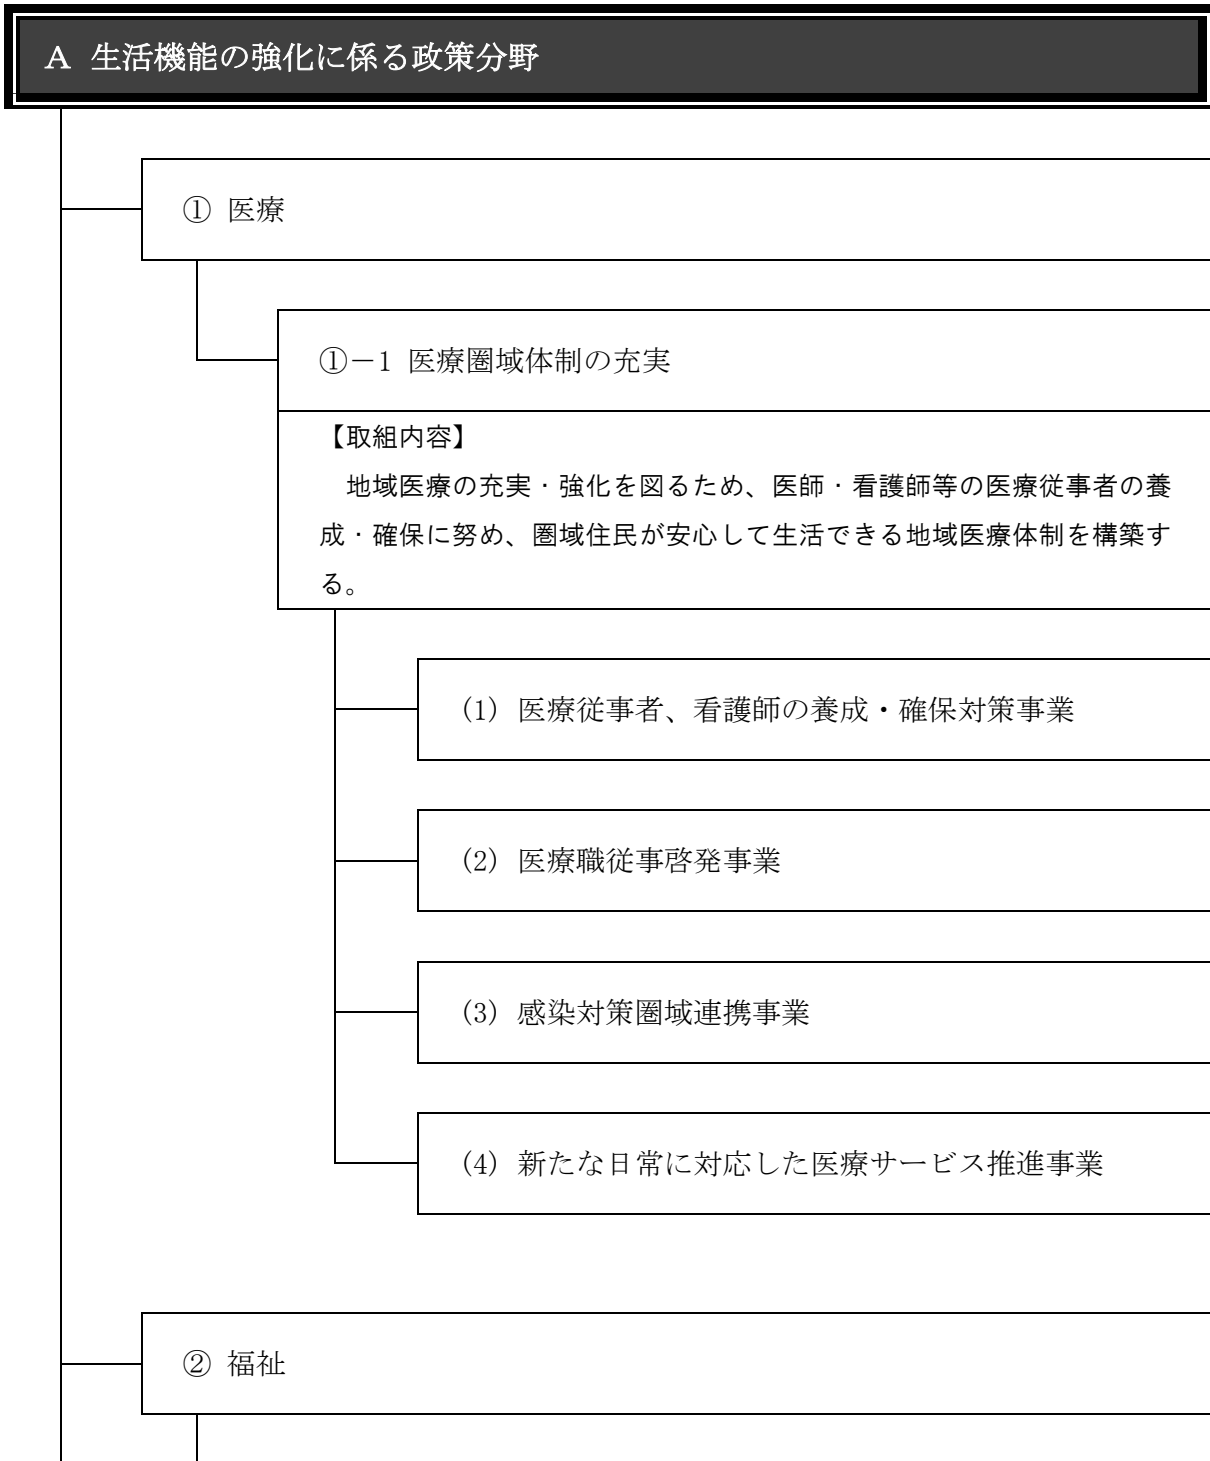 A 生活機能の強化に係る政策分野
① 医療
①－1 医療圏域体制の充実
【取組内容】
　地域医療の充実・強化を図るため、医師・看護師等の医療従事者の養
成・確保に努め、圏域住民が安心して生活できる地域医療体制を構築す
る。
(1) 医療従事者、看護師の養成・確保対策事業
(2) 医療職従事啓発事業
(3) 感染対策圏域連携事業
(4) 新たな日常に対応した医療サービス推進事業
② 福祉